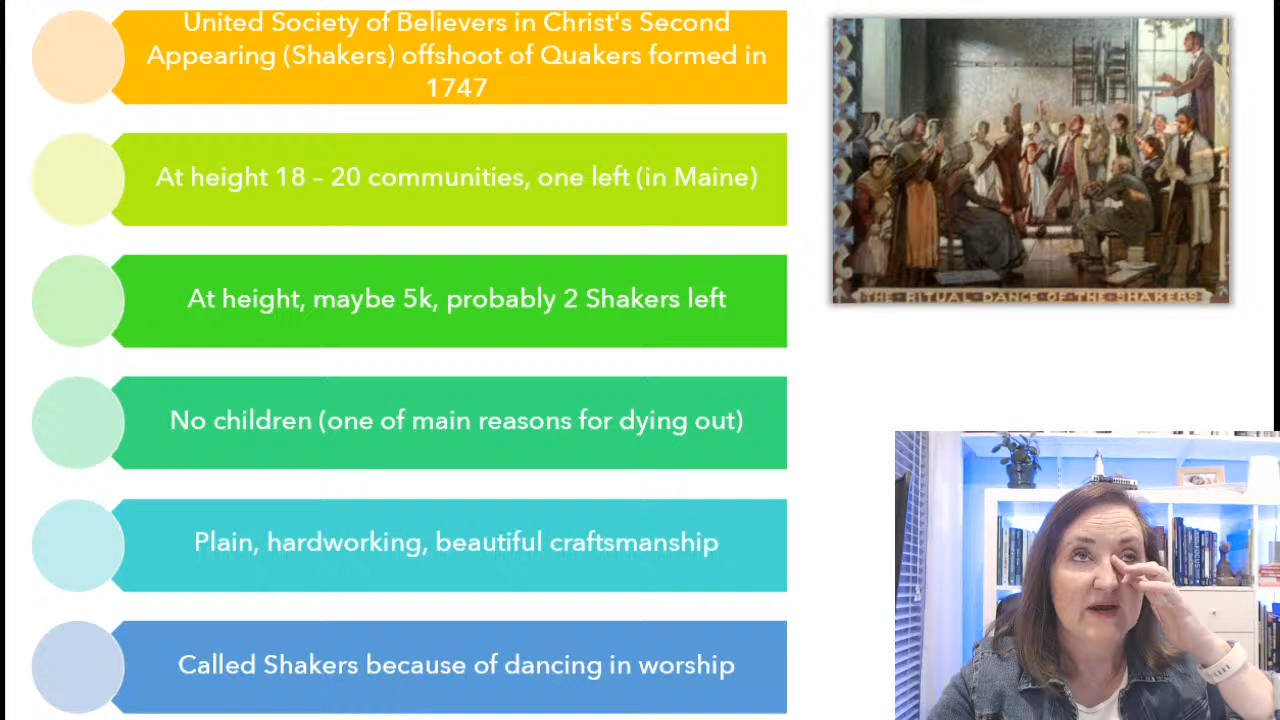 United Society of Believers in Christ's Second
Appearing (Shakers) offshoot of Quakers formed in
1747
At height 18 – 20 communities, one left (in Maine)
At height, maybe 5k, probably 2 Shakers left
No children (one of main reasons for dying out)
Plain, hardworking, beautiful craftsmanship
Called Shakers because of dancing in worship
THE RITUAL DANCE OF THE SHAKERS